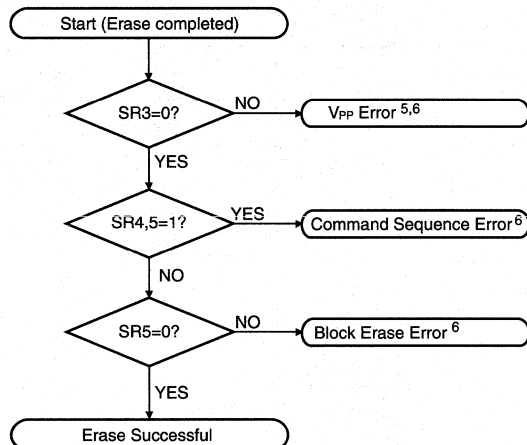 Start (Erase completed)
SR3=0?
NO
VPP Error 5,6
YES
SR4,5=1?
YES
Command Sequence Error 6
NO
SR5=0?
NO
Block Erase Error 6
YES
Erase Successful